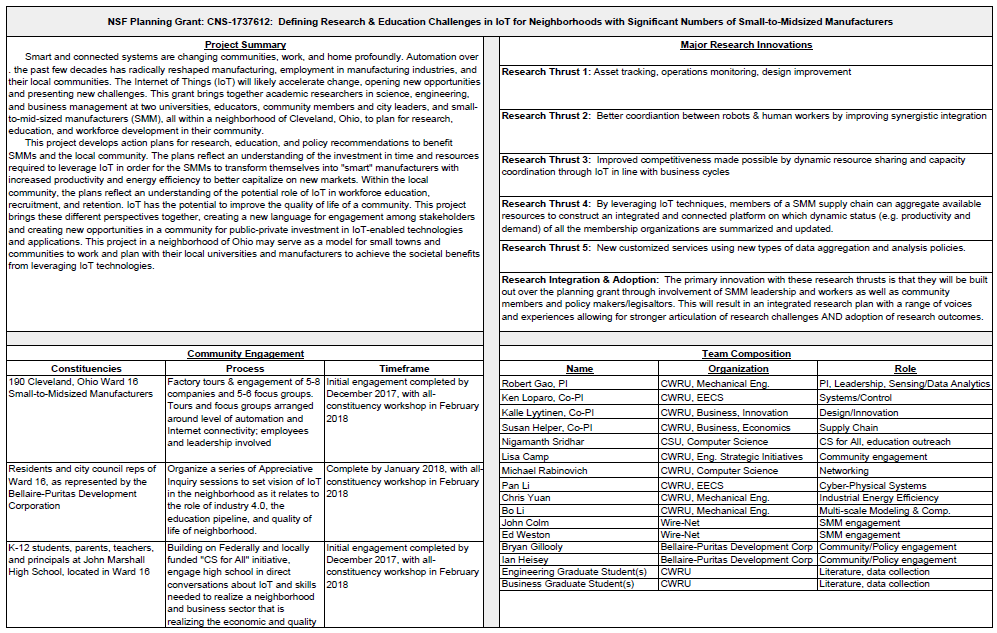 NSF Planning Grant: CNS-1737612: Defining Research & Education Challenges in IoT for Neighborhoods with Significant Numbers of Small-to-Midsized Manufacturers
Project Summary
Smart and connected systems are changing communities, work, and home profoundly. Automation over
. the past few decades has radically reshaped manufacturing, employment in manufacturing industries, and
their local communities. The Internet of Things (IoT) will likely accelerate change, opening new opportunities
and presenting new challenges. This grant brings together academic researchers in science, engineering,
and business management at two universities, educators, community members and city leaders, and small-
to-mid-sized manufacturers (SMM), all within a neighborhood of Cleveland, Ohio, to plan for research,
education, and workforce development in their community.
This project develops action plans for research, education, and policy recommendations to benefit
SMMs and the local community. The plans reflect an understanding of the investment in time and resources
required to leverage IoT in order for the SMMs to transform themselves into "smart" manufacturers with
increased productivity and energy efficiency to better capitalize on new markets. Within the local
community, the plans reflect an understanding of the potential role of IoT in workforce education,
recruitment, and retention. IoT has the potential to improve the quality of life of a community. This project
brings these different perspectives together, creating a new language for engagement among stakeholders
and creating new opportunities in a community for public-private investment in IoT-enabled technologies
and applications. This project in a neighborhood of Ohio may serve as a model for small towns and
communities to work and plan with their local universities and manufacturers to achieve the societal benefits
from leveraging IoT technologies.
Major Research Innovations
Research Thrust 1: Asset tracking, operations monitoring, design improvement
Research Thrust 2: Better coordiantion between robots & human workers by improving synergistic integration
Research Thrust 3: Improved competitiveness made possible by dynamic resource sharing and capacity
coordination through IoT in line with business cycles
Research Thrust 4: By leveraging IoT techniques, members of a SMM supply chain can aggregate available
resources to construct an integrated and connected platform on which dynamic status (e.g. productivity and
demand) of all the membership organizations are summarized and updated.
Research Thrust 5: New customized services using new types of data aggregation and analysis policies.
Research Integration & Adoption: The primary innovation with these research thrusts is that they will be built
out over the planning grant through involvement of SMM leadership and workers as well as community
members and policy makers/legisaltors. This will result in an integrated research plan with a range of voices
and experiences allowing for stronger articulation of research challenges AND adoption of research outcomes.
Community Engagement
Constituencies Process Timeframe
190 Cleveland, Ohio Ward 16
Small-to-Midsized Manufacturers
Factory tours & engagement of 5-8
companies and 5-6 focus groups.
Tours and focus groups arranged
around level of automation and
Internet connectivity; employees
and leadership involved
Initial engagement completed by
December 2017, with all-
constituency workshop in February
2018
Residents and city council reps of
Ward 16, as represented by the
Bellaire-Puritas Development
Corporation
Organize a series of Appreciative
Inquiry sessions to set vision of IoT
in the neighborhood as it relates to
the role of industry 4.0, the
education pipeline, and quality of
life of neighborhood.
Complete by January 2018, with all-
constituency workshop in February
2018
K-12 students, parents, teachers,
and principals at John Marshall
High School, located in Ward 16
Building on Federally and locally
funded "CS for All" initiative,
engage high school in direct
conversations about IoT and skills
needed to realize a neighborhood
and business sector that is
realizing the economic and quality
Initial engagement completed by
December 2017, with all-
constituency workshop in February
2018
Team Composition
Name Organization Role
Robert Gao, PI CWRU, Mechanical Eng. PI, Leadership, Sensing/Data Analytics
Ken Loparo, Co-PI CWRU, EECS Systems/Control
Kalle Lyytinen, Co-PI CWRU, Business, Innovation Design/Innovation
Susan Helper, Co-PI CWRU, Business, Economics Supply Chain
Nigamanth Sridhar CSU, Computer Science CS for All, education outreach
Lisa Camp CWRU, Eng. Strategic Initiatives Community engagement
Michael Rabinovich CWRU, Computer Science Networking
Pan Li CWRU, EECS Cyber-Physical Systems
Chris Yuan CWRU, Mechanical Eng. Industrial Energy Efficiency
Bo Li CWRU, Mechanical Eng. Multi-scale Modeling & Comp.
John Colm Wire-Net SMM engagement
Ed Weston Wire-Net SMM engagement
Bryan Gillooly Bellaire-Puritas Development Corp Community/Policy engagement
Ian Heisey Bellaire-Puritas Development Corp Community/Policy engagement
Engineering Graduate Student(s) CWRU Literature, data collection
Business Graduate Student(s) CWRU Literature, data collection